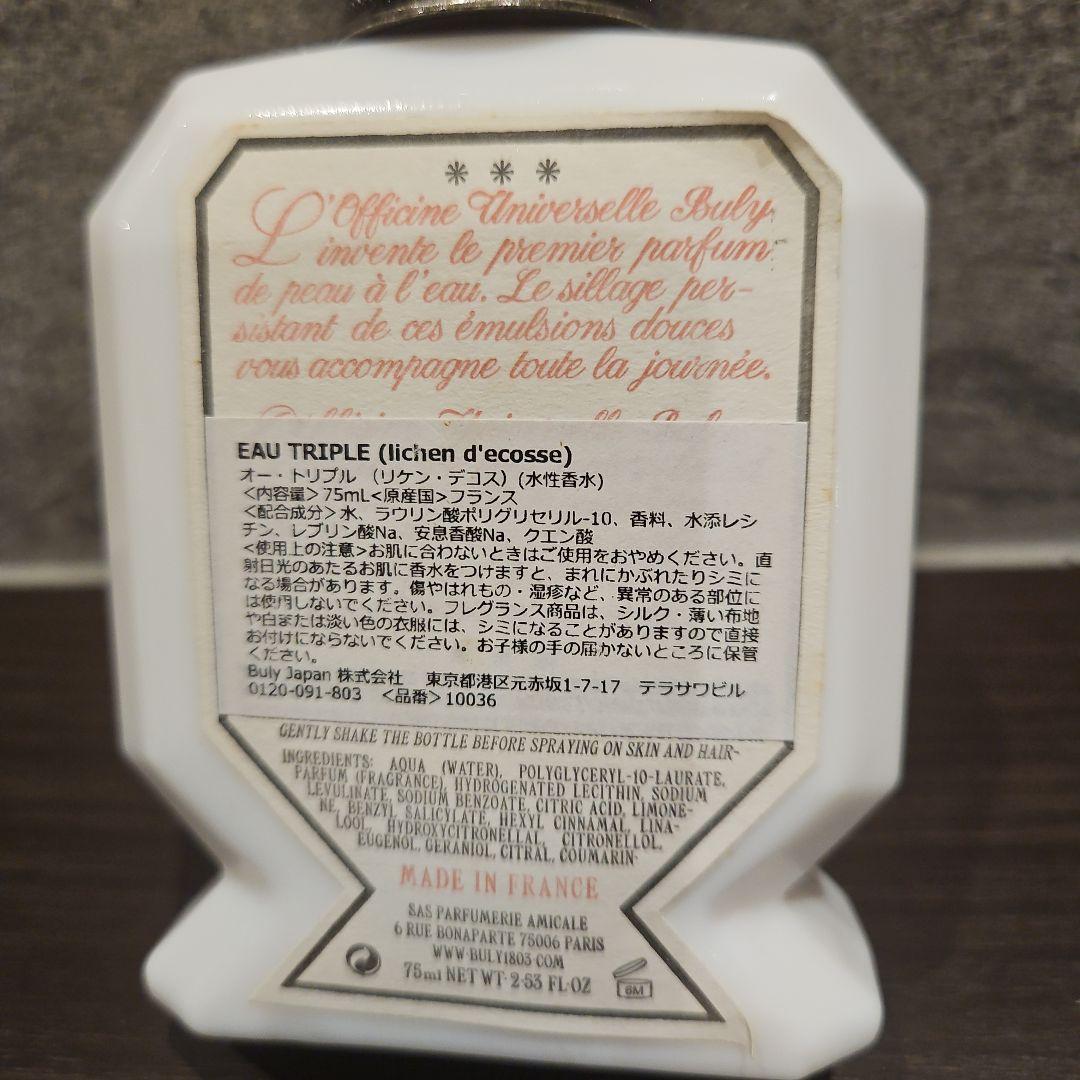 * * *
L'Officine Universelle Buly,
invente le premier parfum
de peau à l'eau. Le sillage per-
sistant de ces émulsions douces
vous accompagne toute la journée.
EAU TRIPLE (lichen d'ecosse)
オー・トリプル （リケン・デコス）(水性香水)
＜内容量＞75mL＜原産国＞フランス
＜配合成分＞水、ラウリン酸ポリグリセリル-10、香料、水添レシ
チン、レブリン酸Na、安息香酸Na、クエン酸
＜使用上の注意＞お肌に合わないときはご使用をおやめください。直
射日光のあたるお肌に香水をつけますと、まれにかぶれたりシミに
なる場合があります。傷やはれもの・湿疹など、異常のある部位に
は使用しないでください。フレグランス商品は、シルク・薄い布地
や白または淡い色の衣服には、シミになることがありますので直接
お付けにならないでください。お子様の手の届かないところに保管
ください。
Buly Japan 株式会社　東京都港区元赤坂1-7-17　テラサワビル
0120-091-803　＜品番＞10036
GENTLY SHAKE THE BOTTLE BEFORE SPRAYING ON SKIN AND HAIR-
INGREDIENTS: AQUA (WATER), POLYGLYCERYL-10-LAURATE,
PARFUM (FRAGRANCE), HYDROGENATED LECITHIN, SODIUM
LEVULINATE, SODIUM BENZOATE, CITRIC ACID, LIMONE-
NE, BENZYL SALICYLATE, HEXYL CINNAMAL, LINA-
LOOL, HYDROXYCITRONELLAL, CITRONELLOL,
EUGENOL, GERANIOL, CITRAL, COUMARIN-
MADE IN FRANCE
SAS PARFUMERIE AMICALE
6 RUE BONAPARTE 75006 PARIS
WWW·BULY1803·COM
75ml NET WT· 2·53 FL·OZ
6M